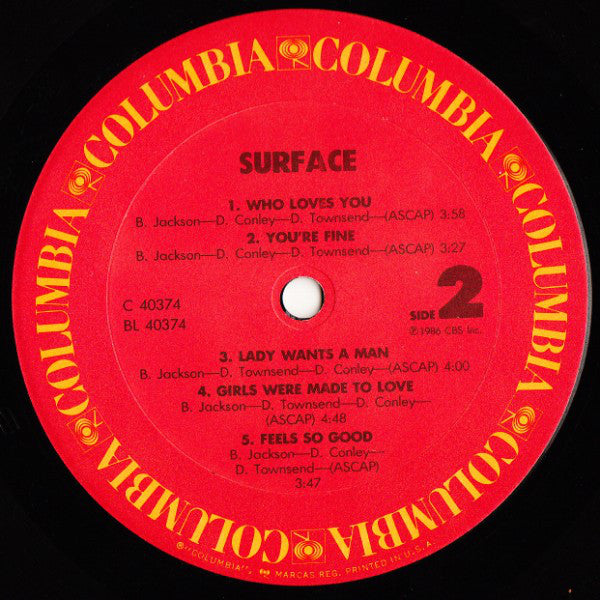 COLUMBIA COLUMBIA COLUMBIA COLUMBIA COLUMBIA COLUMBIA COLUMBIA COLUMBIA
SURFACE
1. WHO LOVES YOU
B. Jackson—D. Conley—D. Townsend—(ASCAP) 3:58
2. YOU'RE FINE
B. Jackson—D. Conley—D. Townsend—(ASCAP) 3:27
C 40374
BL 40374
SIDE 2
℗1986 CBS Inc.
3. LADY WANTS A MAN
B. Jackson—D. Townsend—D. Conley—(ASCAP) 4:00
4. GIRLS WERE MADE TO LOVE
B. Jackson—D. Townsend—D. Conley—
(ASCAP) 4:48
5. FEELS SO GOOD
B. Jackson—D. Conley—
D. Townsend—(ASCAP)
3:47
®"COLUMBIA", MARCAS REG. PRINTED IN U.S.A.